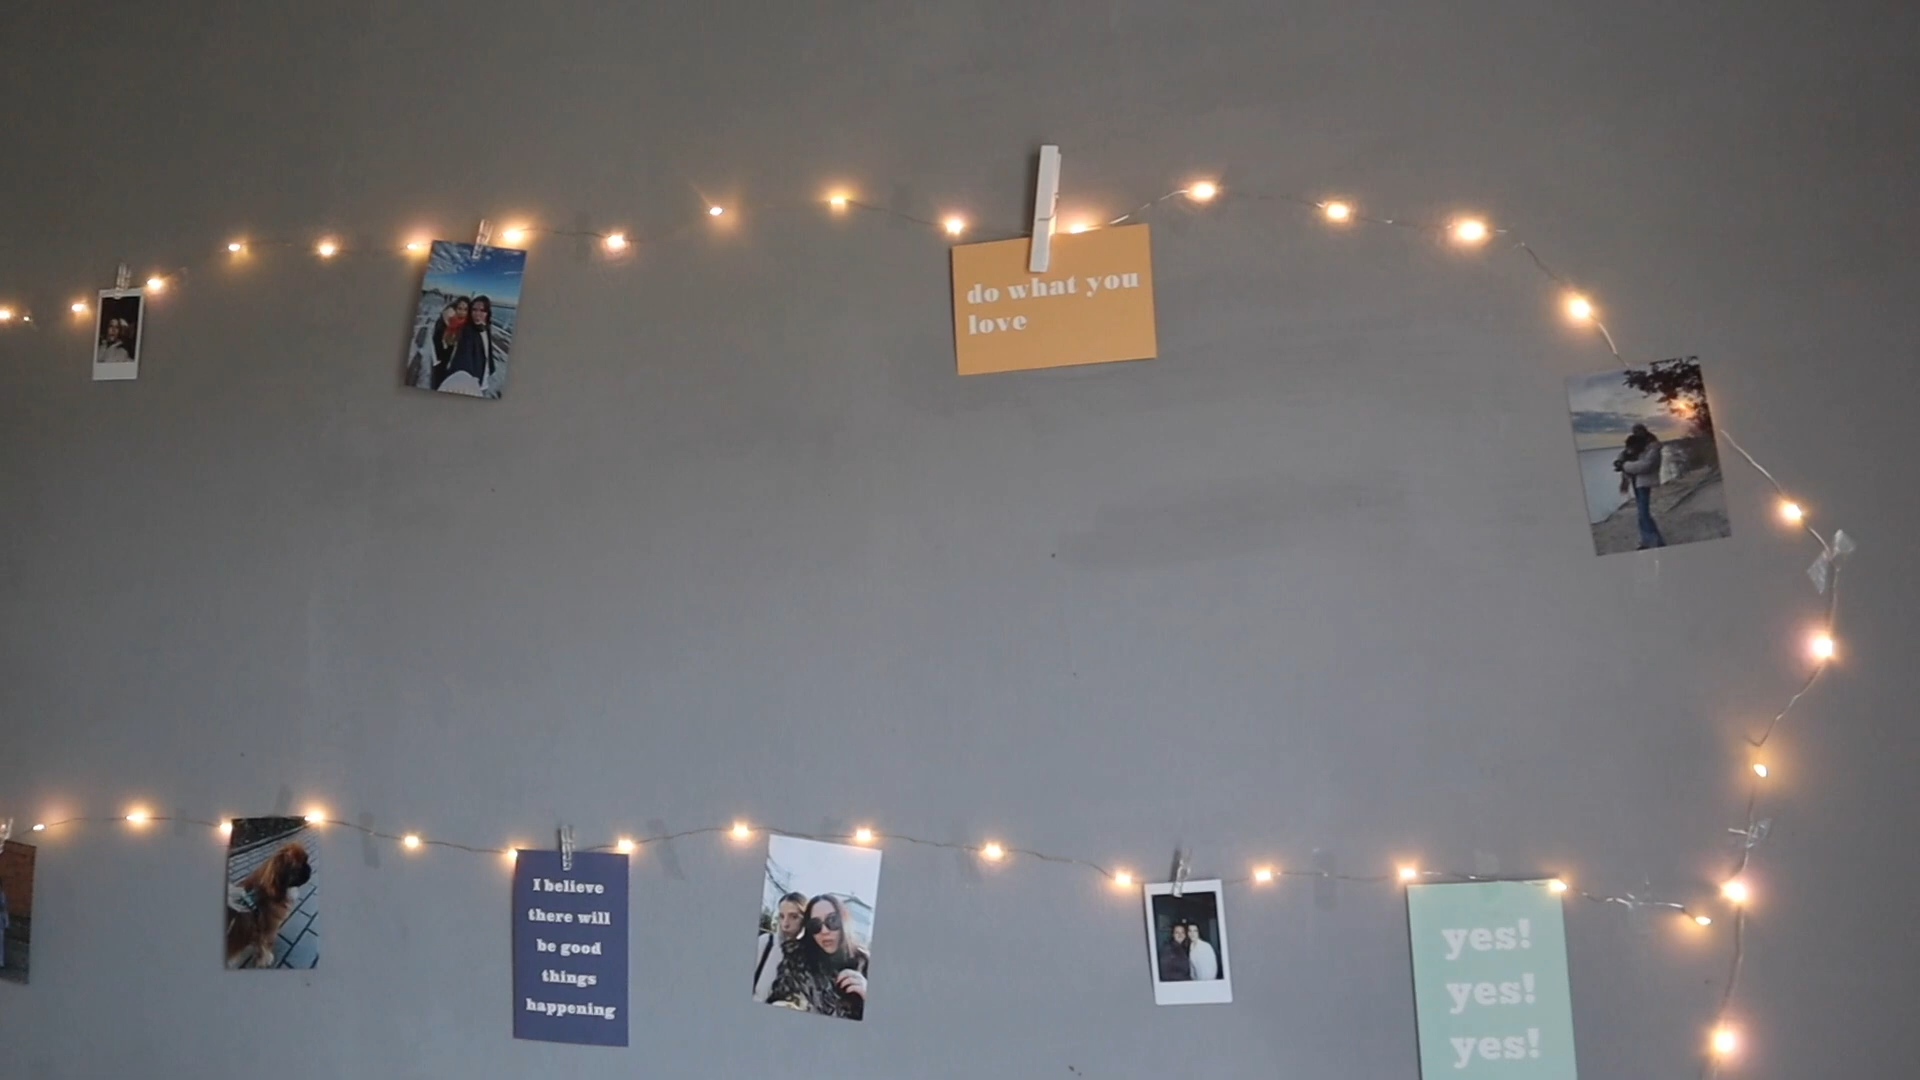 do what you
love
I believe
there will
be good
things
happening
yes!
yes!
yes!